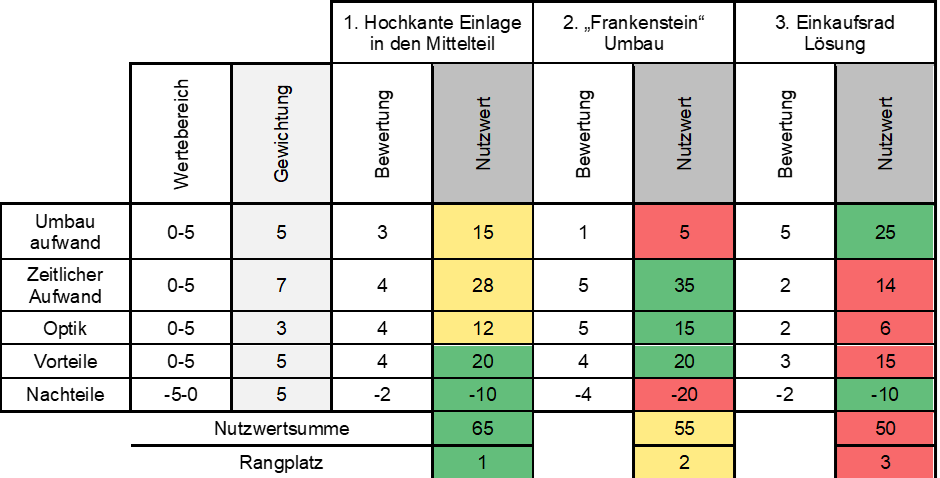 1. Hochkante Einlage
in den Mittelteil
2. „Frankenstein“
Umbau
3. Einkaufsrad
Lösung
Wertebereich
Gewichtung
Bewertung
Nutzwert
Bewertung
Nutzwert
Bewertung
Nutzwert
Umbau
aufwand
0-5 5 3 15 1 5 5 25
Zeitlicher
Aufwand
0-5 7 4 28 5 35 2 14
Optik 0-5 3 4 12 5 15 2 6
Vorteile 0-5 5 4 20 4 20 3 15
Nachteile -5-0 5 -2 -10 -4 -20 -2 -10
Nutzwertsumme 65 55 50
Rangplatz 1 2 3